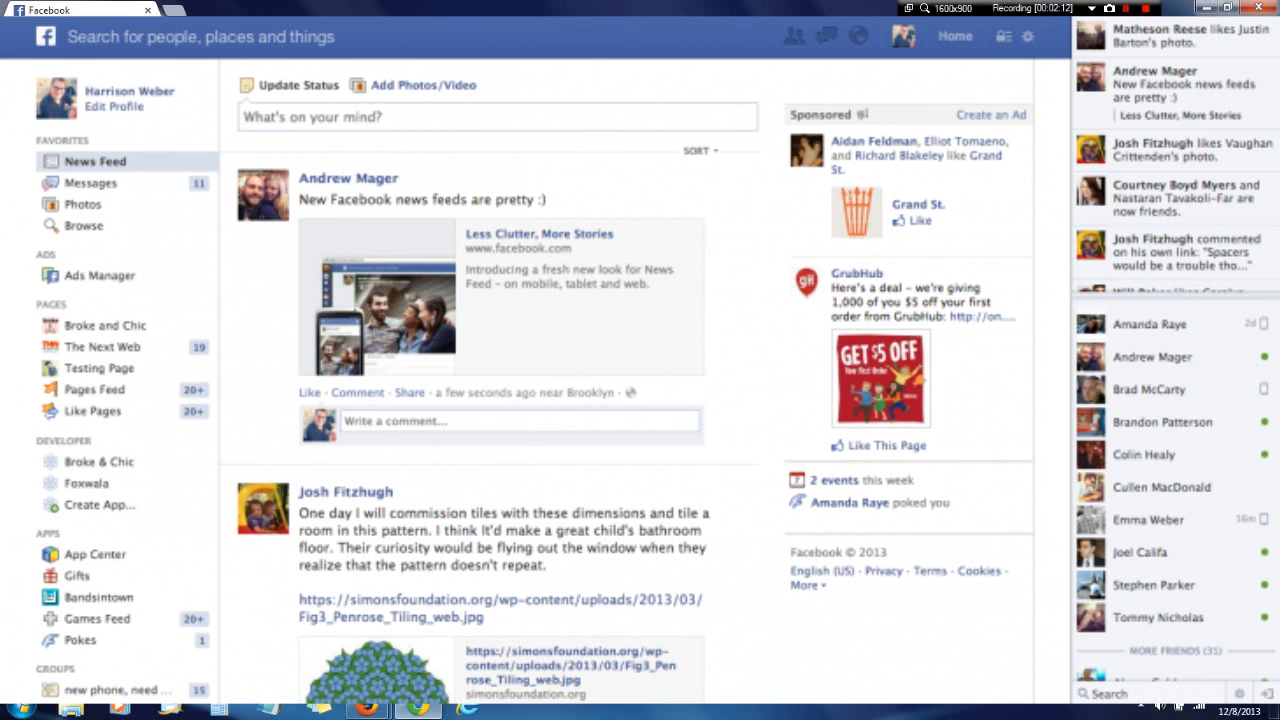 Facebook
1600x900
Recording [00:02:12]
Search for people, places and things
Home
Harrison Weber
Edit Profile
FAVORITES
News Feed
Messages 11
Photos
Browse
ADS
Ads Manager
PAGES
Broke and Chic
The Next Web 19
Testing Page
Pages Feed 20+
Like Pages 20+
DEVELOPER
Broke & Chic
Foxwala
Create App...
APPS
App Center
Gifts
Bandsintown
Games Feed 20+
Pokes 1
GROUPS
new phone, need ... 15
Update Status Add Photos/Video
What's on your mind?
SORT
Andrew Mager
New Facebook news feeds are pretty :)
Less Clutter, More Stories
www.facebook.com
Introducing a fresh new look for News
Feed – on mobile, tablet and web.
Like · Comment · Share · a few seconds ago near Brooklyn ·
Write a comment...
Josh Fitzhugh
One day I will commission tiles with these dimensions and tile a
room in this pattern. I think it'd make a great child's bathroom
floor. Their curiosity would be flying out the window when they
realize that the pattern doesn't repeat.
https://simonsfoundation.org/wp-content/uploads/2013/03/
Fig3_Penrose_Tiling_web.jpg
https://simonsfoundation.org/wp-
content/uploads/2013/03/Fig3_Pen
rose_Tiling_web.jpg
simonsfoundation.org
Sponsored Create an Ad
Aidan Feldman, Elliot Tomaeno,
and Richard Blakeley like Grand
St.
Grand St.
Like
GrubHub
Here's a deal – we're giving
1,000 of you $5 off your first
order from GrubHub: http://on....
gH
GET $5 OFF
Your First Order
Like This Page
2 events this week
Amanda Raye poked you
Facebook © 2013
English (US) · Privacy · Terms · Cookies ·
More
Matheson Reese likes Justin
Barton's photo.
Andrew Mager
New Facebook news feeds
are pretty :)
Less Clutter, More Stories
Josh Fitzhugh likes Vaughan
Crittenden's photo.
Courtney Boyd Myers and
Nastaran Tavakoli-Far are
now friends.
Josh Fitzhugh commented
on his own link: "Spacers
would be a trouble tho..."
Amanda Raye 2d
Andrew Mager
Brad McCarty
Brandon Patterson
Colin Healy
Cullen MacDonald
Emma Weber 16m
Joel Califa
Stephen Parker
Tommy Nicholas
MORE FRIENDS (31)
Search
12/8/2013